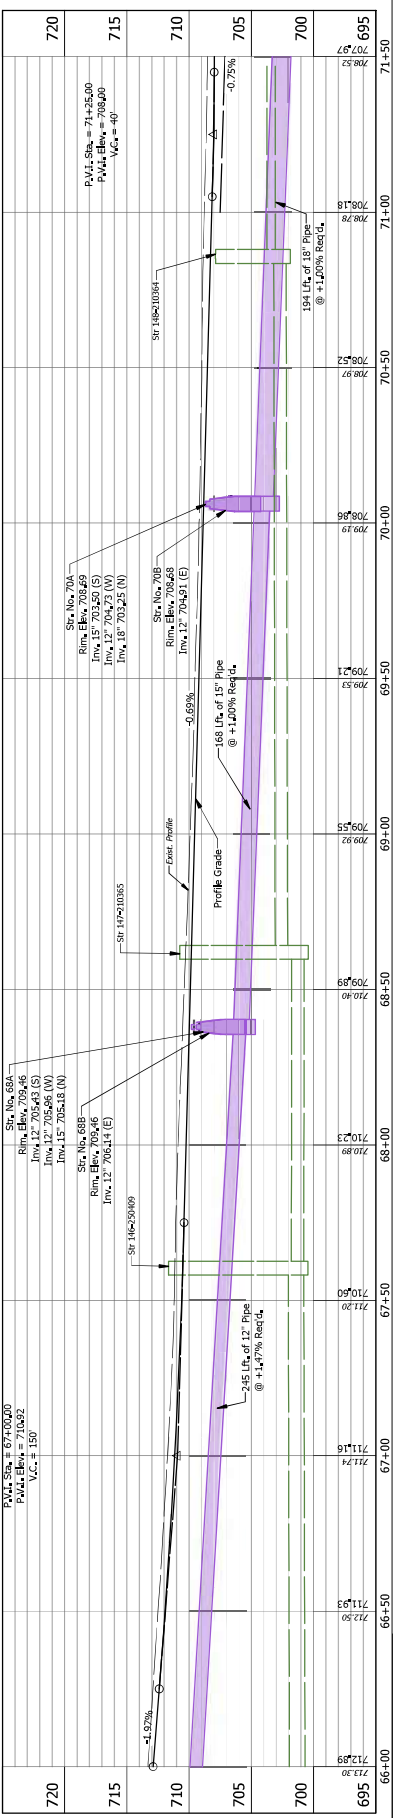 720
715
710
705
700
695
P.V.I. Sta. = 67+00.00
P.V.I. Elev. = 710.92
V.C. = 150'
Str. No. 68A
Rim. Elev. 709.46
Inv. 12" 705.43 (S)
Inv. 12" 705.96 (W)
Inv. 15" 705.18 (N)
Str. No. 68B
Rim. Elev. 709.46
Inv. 12" 706.14 (E)
Str. No. 70A
Rim. Elev. 708.69
Inv. 15" 703.50 (S)
Inv. 12" 704.73 (W)
Inv. 18" 703.25 (N)
Str. No. 70B
Rim. Elev. 708.68
Inv. 12" 704.91 (E)
P.V.I. Sta. = 71+25.00
P.V.I. Elev. = 708.00
V.C. = 40'
Str 146-250409
Str 147-210365
Str 148-210364
-1.92%
Exist. Profile
Profile Grade
-0.69%
-0.75%
245 Lft. of 12" Pipe
@ +1.47% Req'd.
168 Lft. of 15" Pipe
@ +1.00% Req'd.
194 Lft. of 18" Pipe
@ +1.00% Req'd.
720
715
710
705
700
695
712.89
711.93
711.16
710.60
710.23
709.89
709.55
709.21
708.86
708.52
708.18
707.97
713.30
712.50
711.74
711.20
710.89
710.40
709.92
709.53
709.19
708.97
708.78
708.52
66+00
66+50
67+00
67+50
68+00
68+50
69+00
69+50
70+00
70+50
71+00
71+50